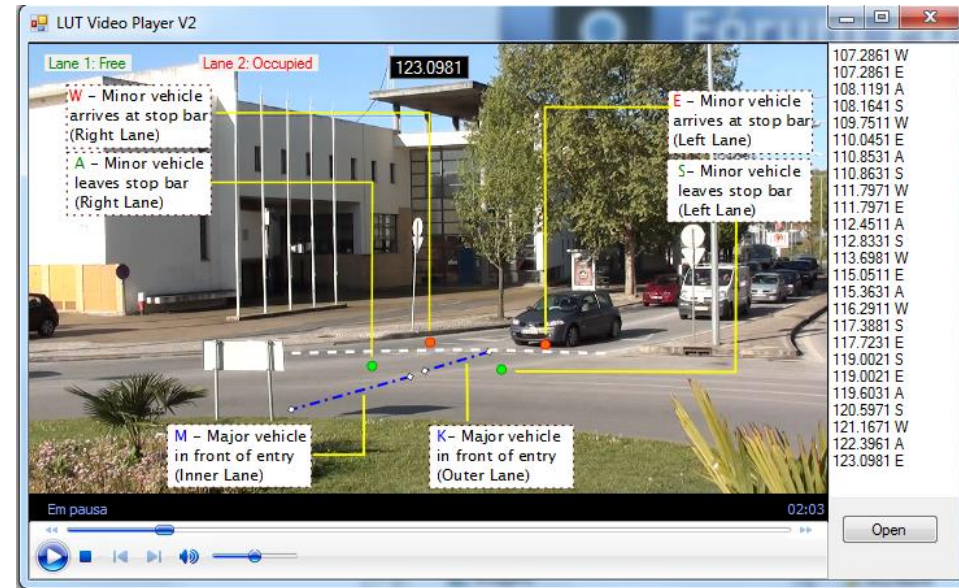 LUT Video Player V2
Lane 1: Free
Lane 2: Occupied
123.0981
W – Minor vehicle
arrives at stop bar
(Right Lane)
A – Minor vehicle
leaves stop bar
(Right Lane)
E – Minor vehicle
arrives at stop bar
(Left Lane)
S– Minor vehicle
leaves stop bar
(Left Lane)
M – Major vehicle
in front of entry
(Inner Lane)
K– Major vehicle
in front of entry
(Outer Lane)
107.2861 W
107.2861 E
108.1191 A
108.1641 S
109.7511 W
110.0451 E
110.8531 A
110.8631 S
111.7971 W
111.7971 E
112.4511 A
112.8331 S
113.6981 W
115.0511 E
115.3631 A
116.2911 W
117.3881 S
117.7231 E
119.0021 S
119.0021 E
119.6031 A
120.5971 S
121.1671 W
122.3961 A
123.0981 E
Em pausa
02:03
Open